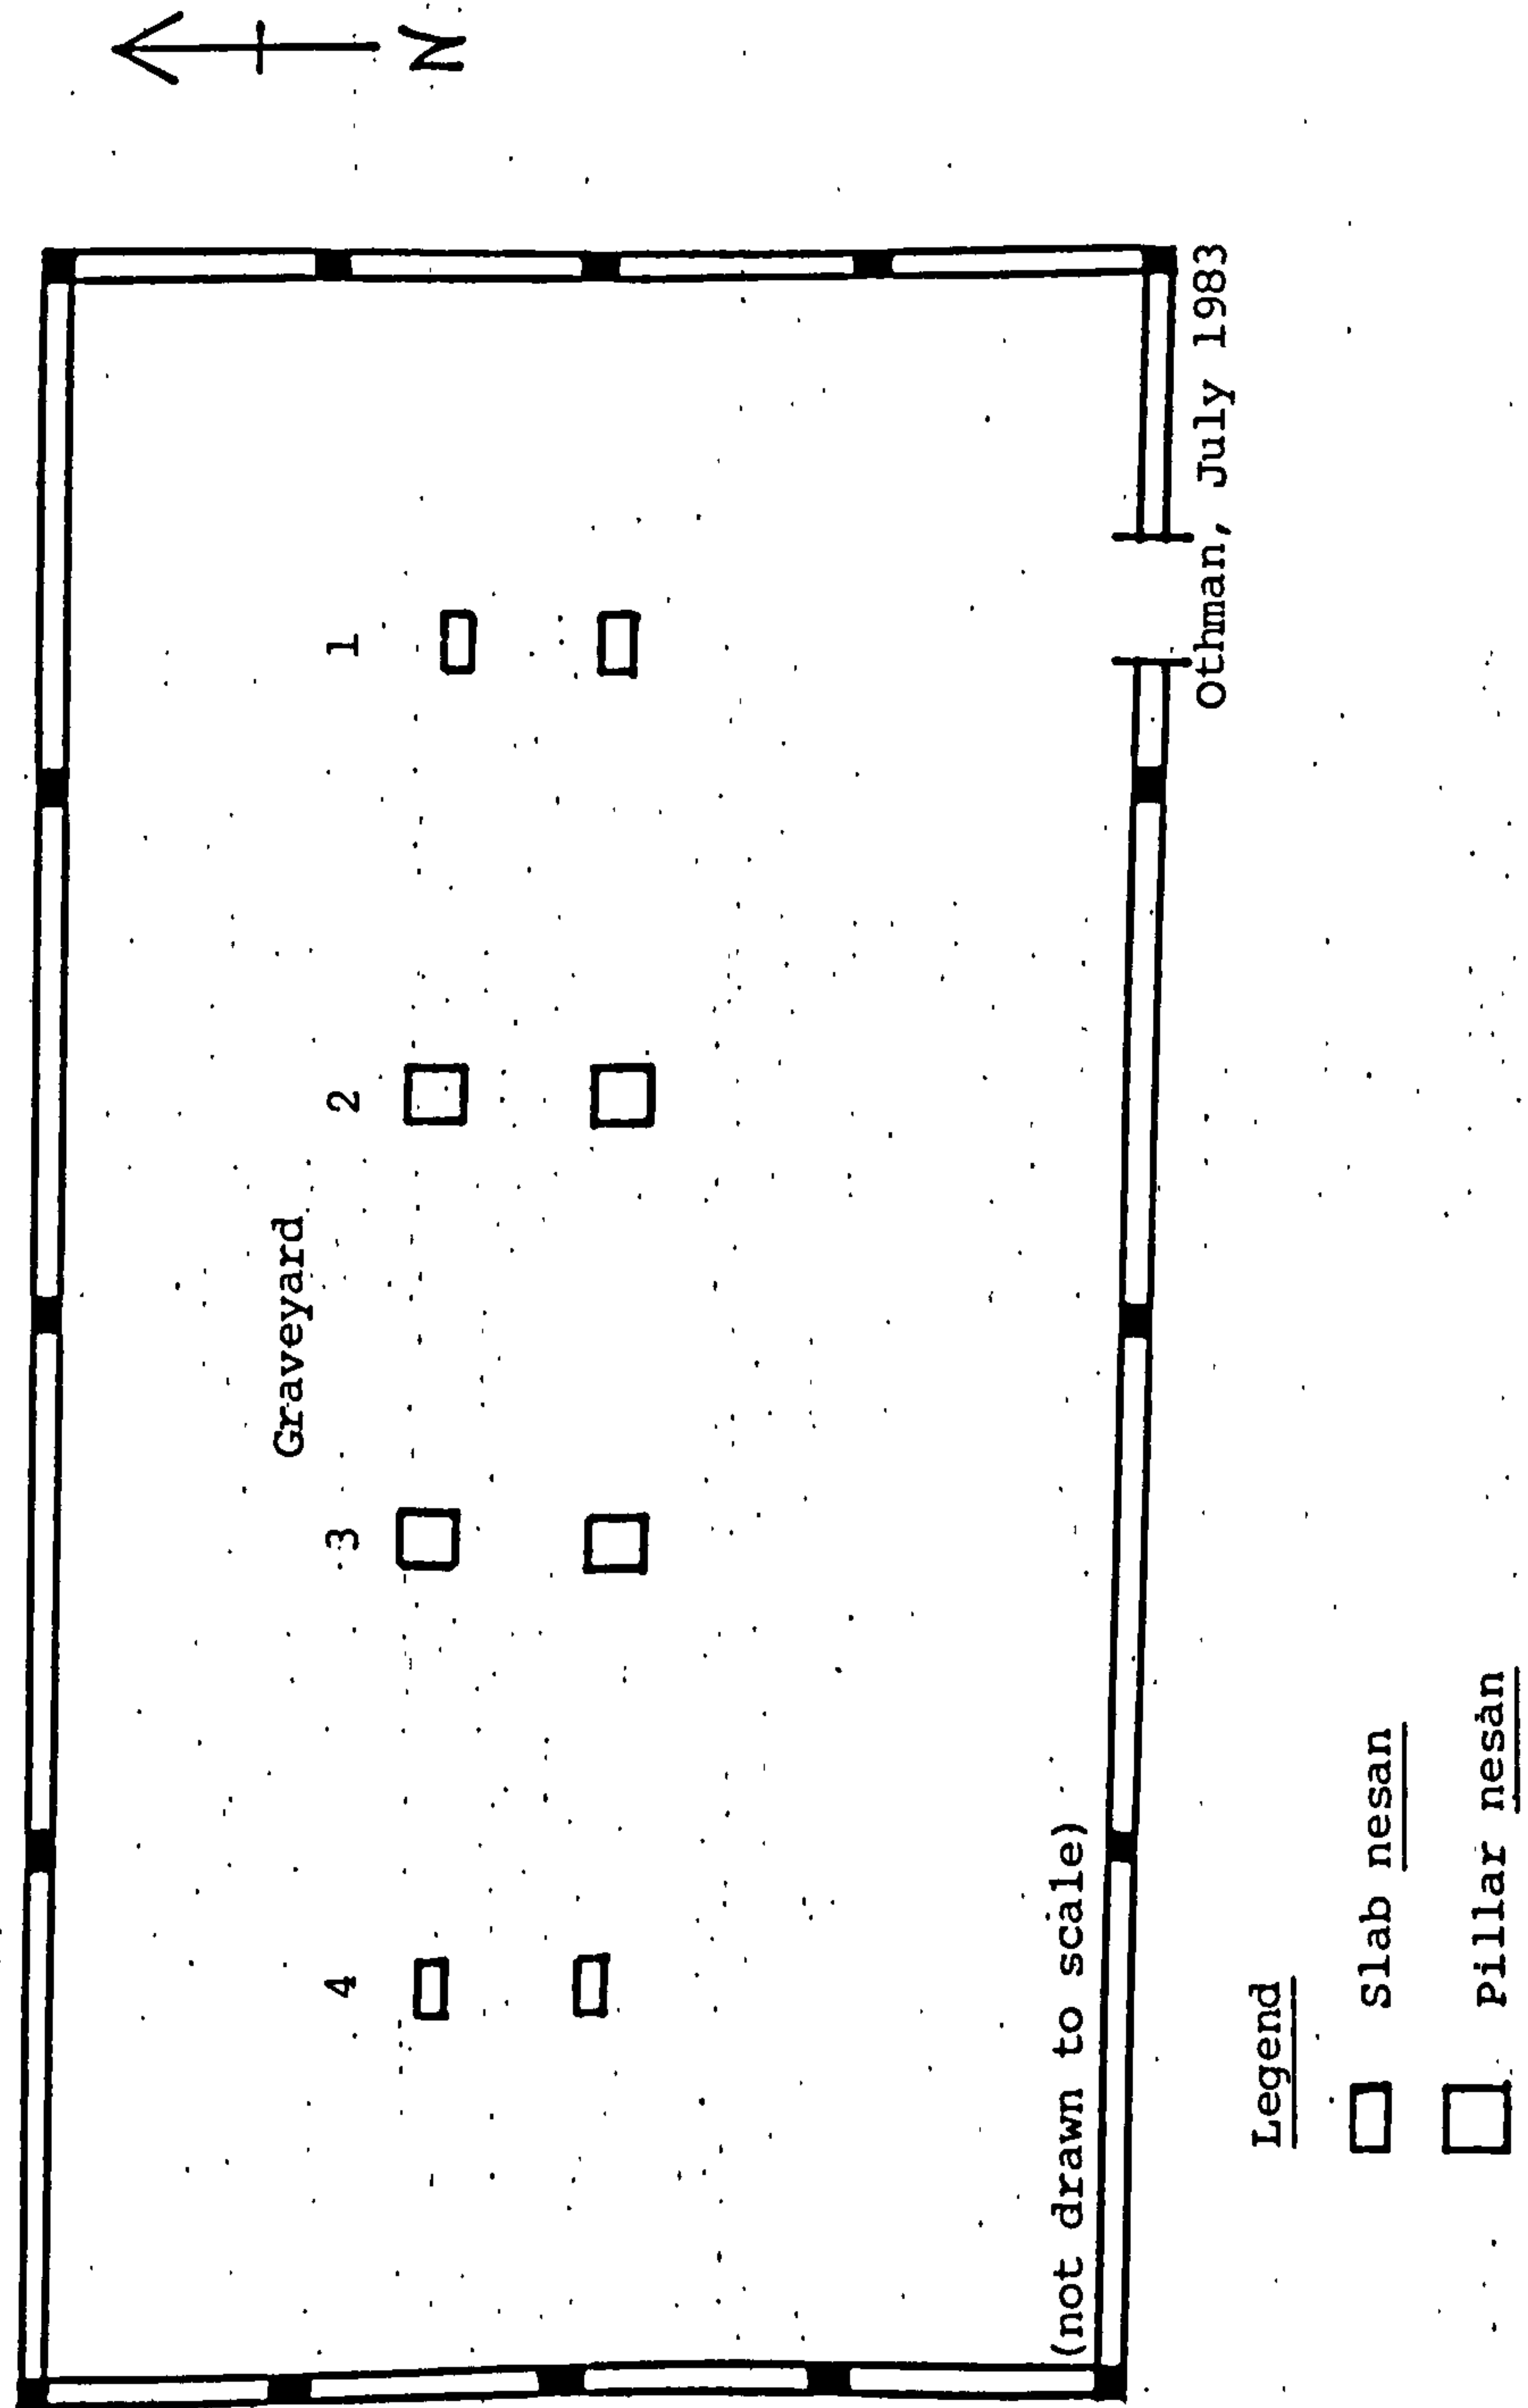 Graveyard
4 3 2 1
N
(not drawn to scale)
Othman, July 1983
Legend
Slab nesan
Pillar nesan